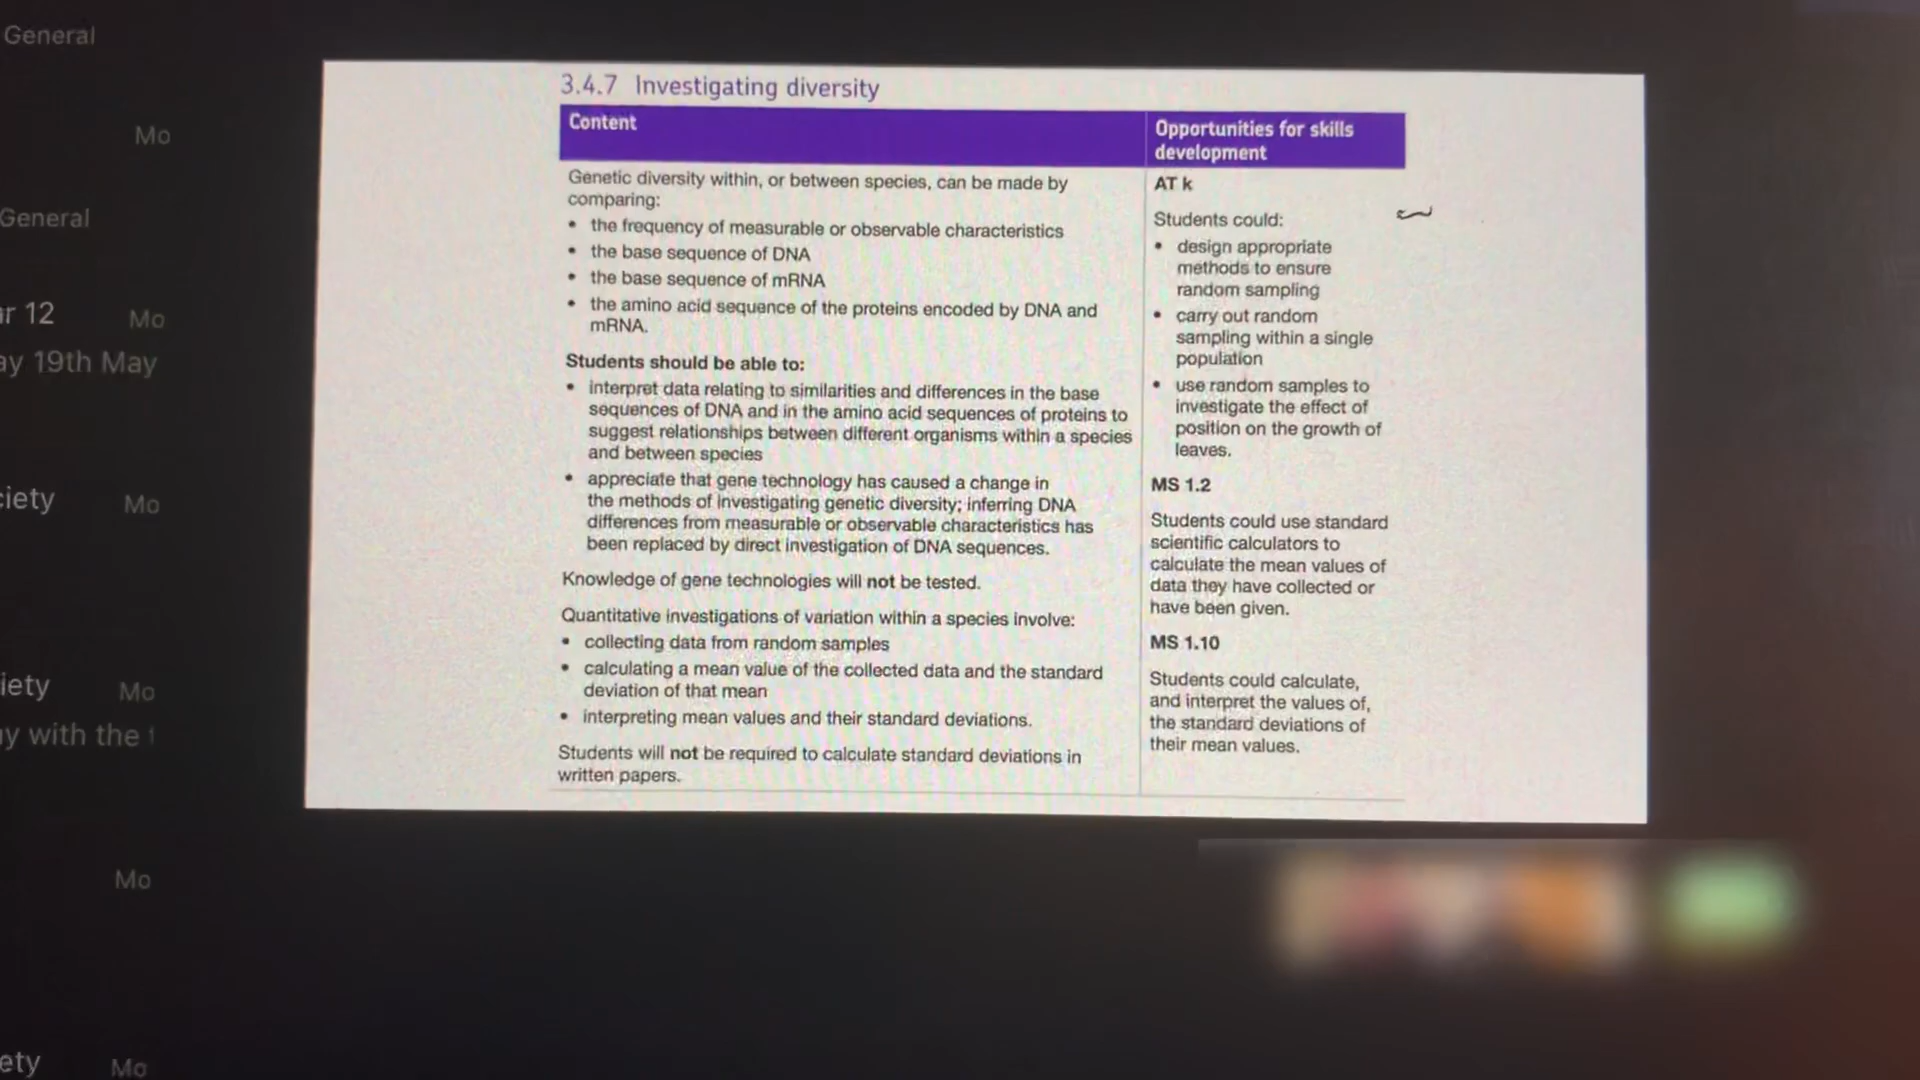 General
Mo
General
12
Mo
19th May
Mo
Mo
with the
Mo
Mo
3.4.7 Investigating diversity
Content
Genetic diversity within, or between species, can be made by
comparing:
• the frequency of measurable or observable characteristics
• the base sequence of DNA
• the base sequence of mRNA
• the amino acid sequence of the proteins encoded by DNA and
mRNA.
Students should be able to:
• interpret data relating to similarities and differences in the base
sequences of DNA and in the amino acid sequences of proteins to
suggest relationships between different organisms within a species
and between species
• appreciate that gene technology has caused a change in
the methods of investigating genetic diversity; inferring DNA
differences from measurable or observable characteristics has
been replaced by direct investigation of DNA sequences.
Knowledge of gene technologies will not be tested.
Quantitative investigations of variation within a species involve:
• collecting data from random samples
• calculating a mean value of the collected data and the standard
deviation of that mean
• interpreting mean values and their standard deviations.
Students will not be required to calculate standard deviations in
written papers.
Opportunities for skills
development
AT k
Students could:
• design appropriate
methods to ensure
random sampling
• carry out random
sampling within a single
population
• use random samples to
investigate the effect of
position on the growth of
leaves.
MS 1.2
Students could use standard
scientific calculators to
calculate the mean values of
data they have collected or
have been given.
MS 1.10
Students could calculate,
and interpret the values of,
the standard deviations of
their mean values.